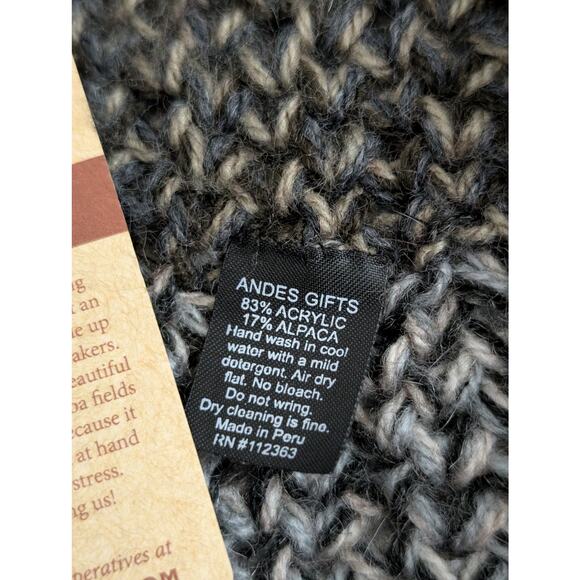 ANDES GIFTS
83% ACRYLIC
17% ALPACA
Hand wash in cool
water with a mild
detergent. Air dry
flat. No bleach.
Do not wring.
Dry cleaning is fine.
Made in Peru
RN #112363
an
up
akers.
eautiful
fields
ecause it
at hand
stress.
us!
peratives at
OM